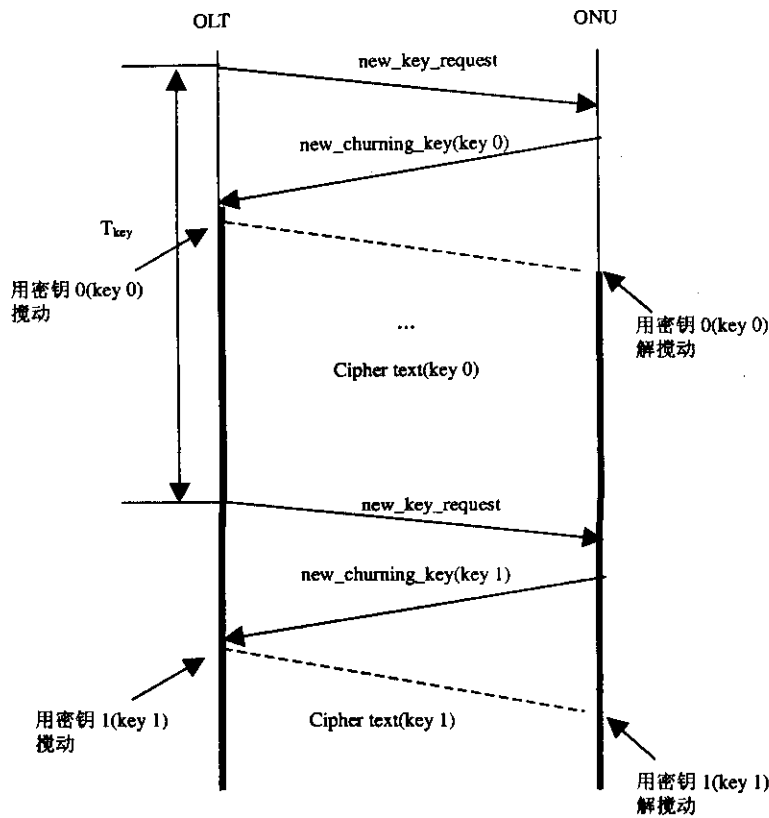 OLT
ONU
new_key_request
new_churning_key(key 0)
Tkey
用密钥 0(key 0)
搅动
用密钥 0(key 0)
解搅动
...
Cipher text(key 0)
new_key_request
new_churning_key(key 1)
用密钥 1(key 1)
搅动
Cipher text(key 1)
用密钥 1(key 1)
解搅动